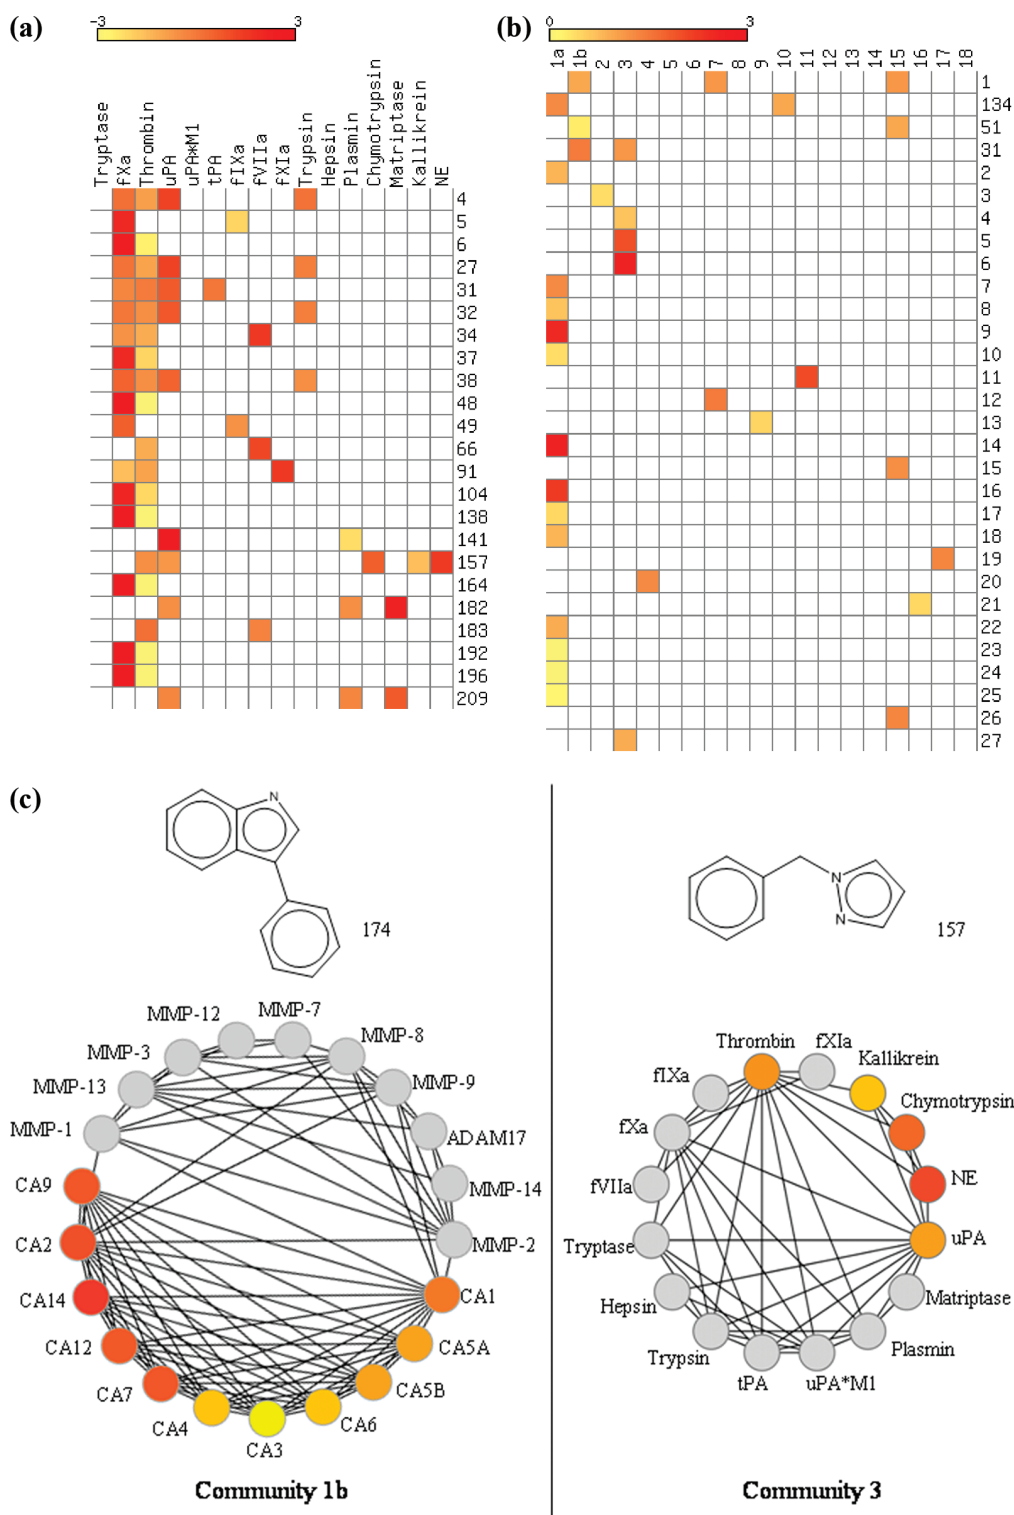 (a)
-3
3
Tryptase
fXa
Thrombin
uPA
uPA*M1
tPA
fIXa
fVIIa
fXIa
Trypsin
Hepsin
Plasmin
Chymotrypsin
Matriptase
Kallikrein
NE
4
5
6
27
31
32
34
37
38
48
49
66
91
104
138
141
157
164
182
183
192
196
209
(b)
0
3
1a
1b
2
3
4
5
6
7
8
9
10
11
12
13
14
15
16
17
18
1
134
51
31
2
3
4
5
6
7
8
9
10
11
12
13
14
15
16
17
18
19
20
21
22
23
24
25
26
27
(c)
N
174
MMP-12
MMP-7
MMP-8
MMP-3
MMP-9
MMP-13
ADAM17
MMP-1
MMP-14
CA9
MMP-2
CA2
CA1
CA14
CA5A
CA12
CA5B
CA7
CA6
CA4
CA3
Community 1b
N
N
157
Thrombin
fXIa
Kallikrein
fIXa
Chymotrypsin
fXa
NE
fVIIa
uPA
Tryptase
Matriptase
Hepsin
Plasmin
Trypsin
tPA
uPA*M1
Community 3